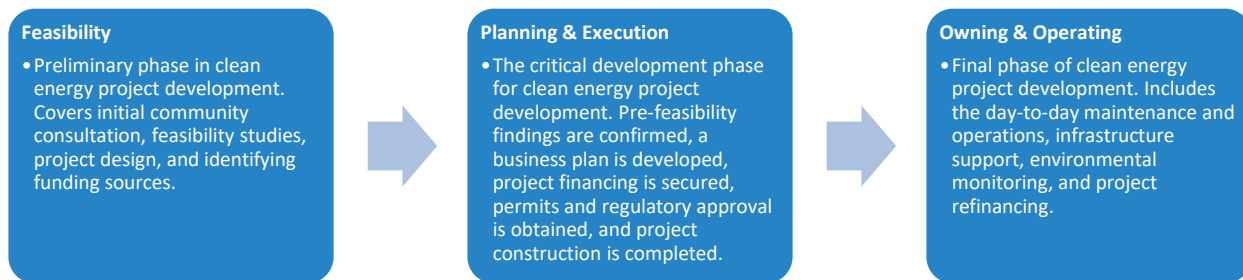 Feasibility
•Preliminary phase in clean
energy project development.
Covers initial community
consultation, feasibility studies,
project design, and identifying
funding sources.
Planning & Execution
•The critical development phase
for clean energy project
development. Pre-feasibility
findings are confirmed, a
business plan is developed,
project financing is secured,
permits and regulatory approval
is obtained, and project
construction is completed.
Owning & Operating
•Final phase of clean energy
project development. Includes
the day-to-day maintenance and
operations, infrastructure
support, environmental
monitoring, and project
refinancing.